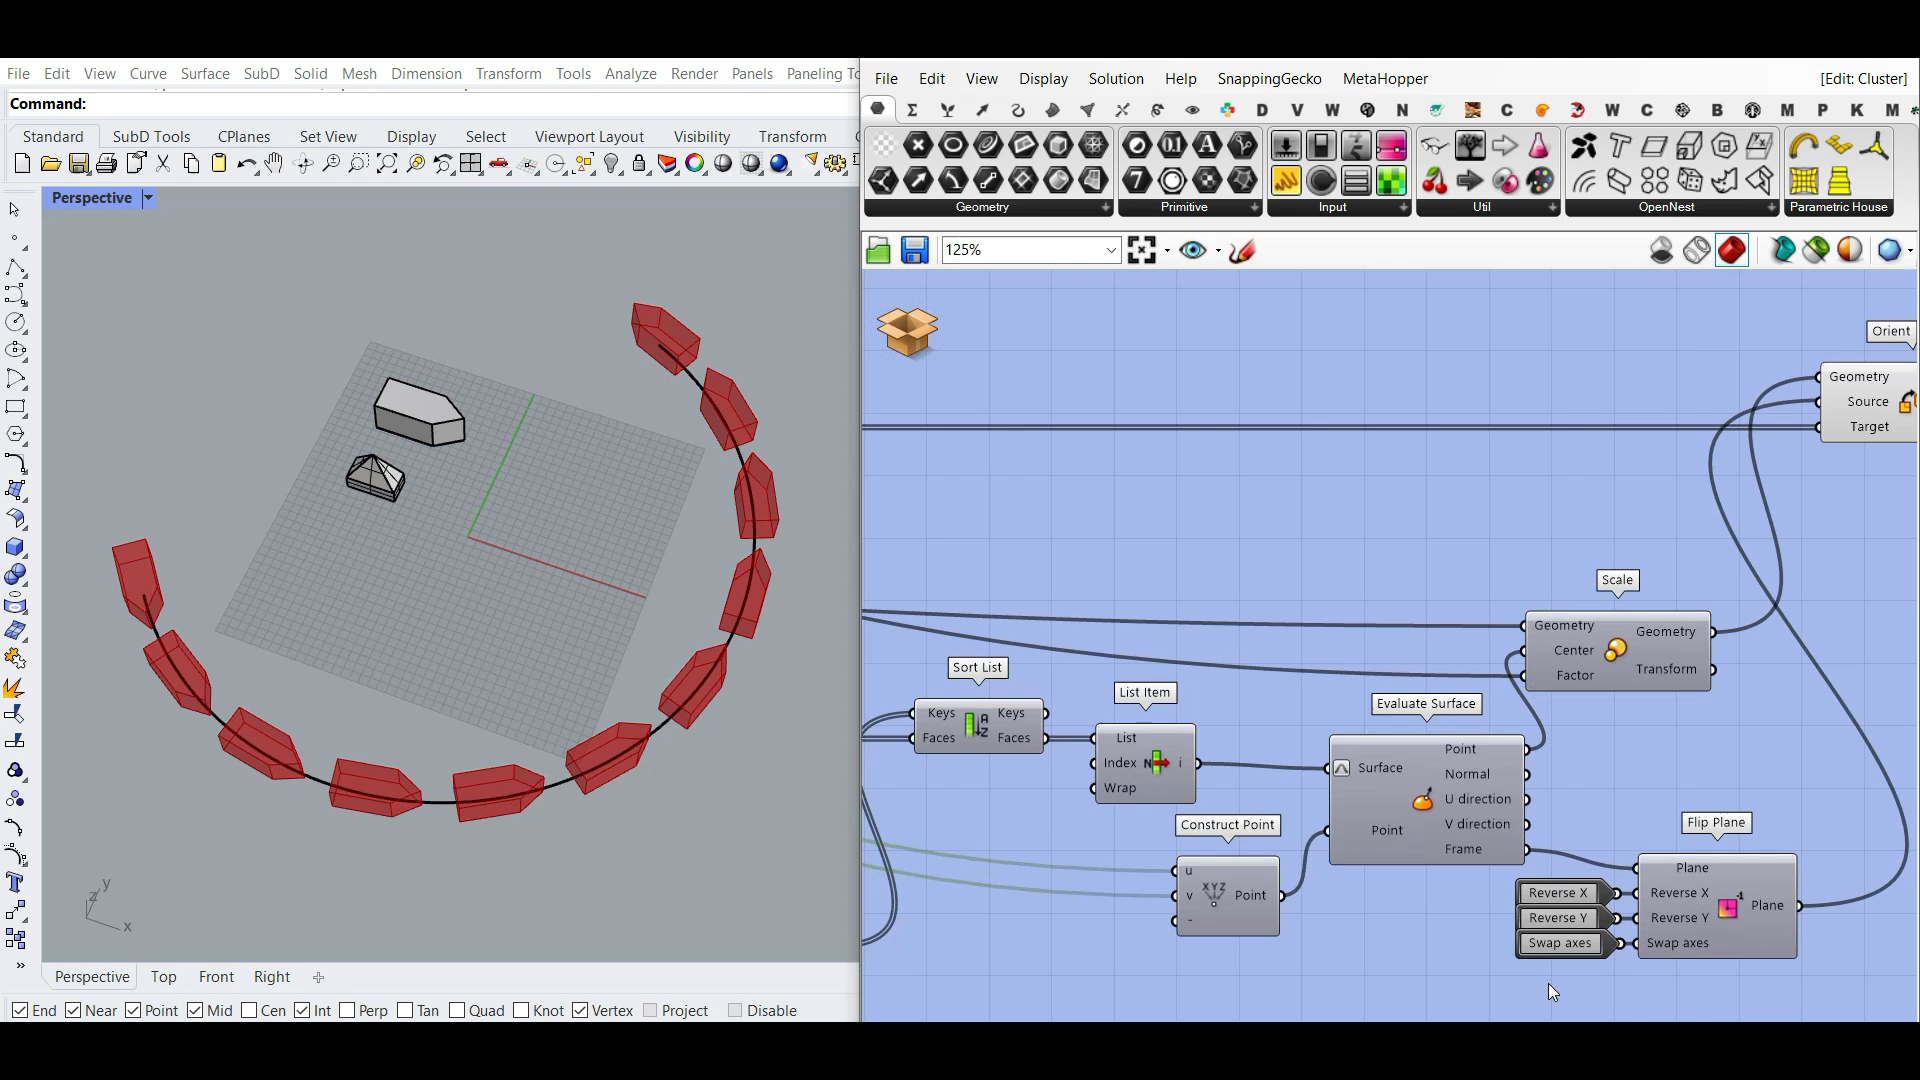 File Edit View Curve Surface SubD Solid Mesh Dimension Transform Tools Analyze Render Panels Paneling To
Command:
Standard SubD Tools CPlanes Set View Display Select Viewport Layout Visibility Transform
Perspective
z y x
Perspective Top Front Right
End Near Point Mid Cen Int Perp Tan Quad Knot Vertex Project Disable
File Edit View Display Solution Help SnappingGecko MetaHopper [Edit: Cluster]
D V W N C W C B M P K M
Geometry Primitive Input Util OpenNest Parametric House
125%
Orient
Geometry
Source
Target
Scale
Geometry Geometry
Center
Factor Transform
Sort List
Keys Keys
Faces Faces
List Item
List
Index i
Wrap
Evaluate Surface
Surface Point
Normal
U direction
Point V direction
Frame
Construct Point
u
v XYZ Point
-
Flip Plane
Plane
Reverse X Reverse X
Reverse Y Reverse Y Plane
Swap axes Swap axes